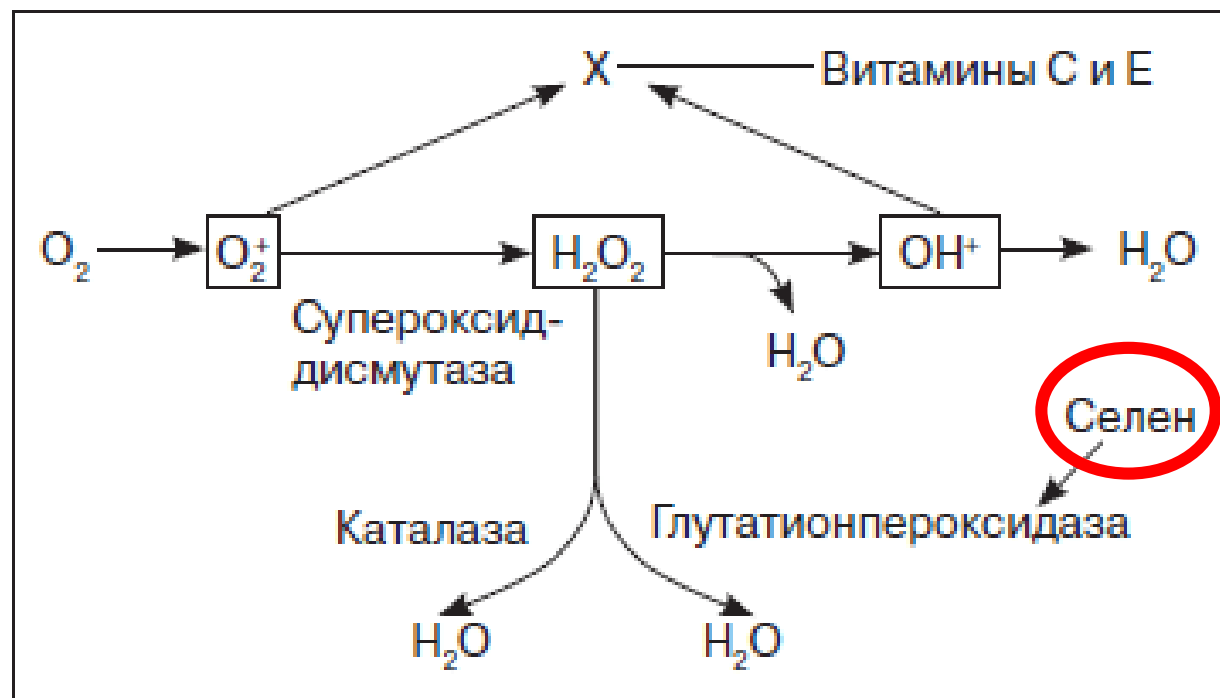 X Витамины С и Е
O₂ O₂⁺ H₂O₂ OH⁺ H₂O
Супероксид-
дисмутаза
H₂O
Селен
Каталаза
Глутатионпероксидаза
H₂O H₂O